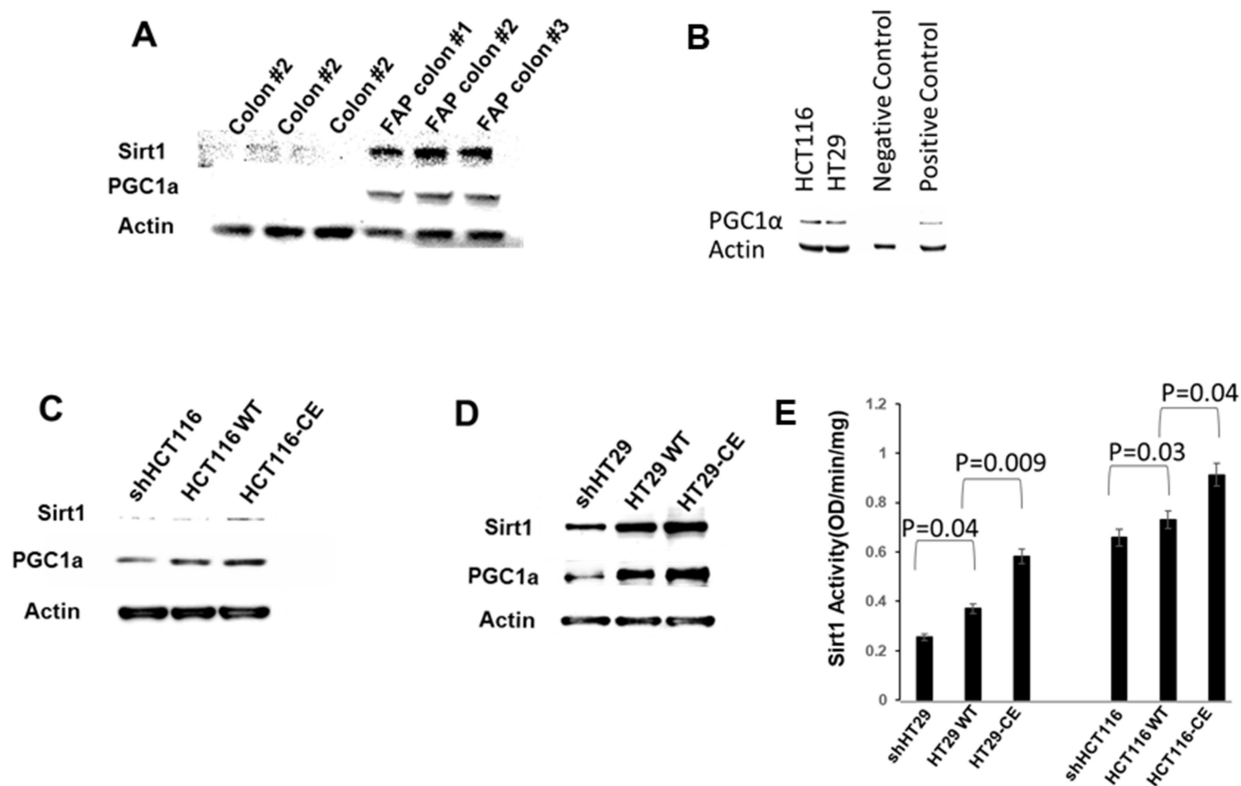 A
Colon #2
Colon #2
Colon #2
FAP colon #1
FAP colon #2
FAP colon #3
Sirt1
PGC1a
Actin
B
HCT116
HT29
Negative Control
Positive Control
PGC1α
Actin
C
shHCT116
HCT116 WT
HCT116-CE
Sirt1
PGC1a
Actin
D
shHT29
HT29 WT
HT29-CE
Sirt1
PGC1a
Actin
E
Sirt1 Activity(OD/min/mg)
1.2
1
0.8
0.6
0.4
0.2
0
P=0.04
P=0.009
P=0.03
P=0.04
shHT29
HT29 WT
HT29-CE
shHCT116
HCT116 WT
HCT116-CE